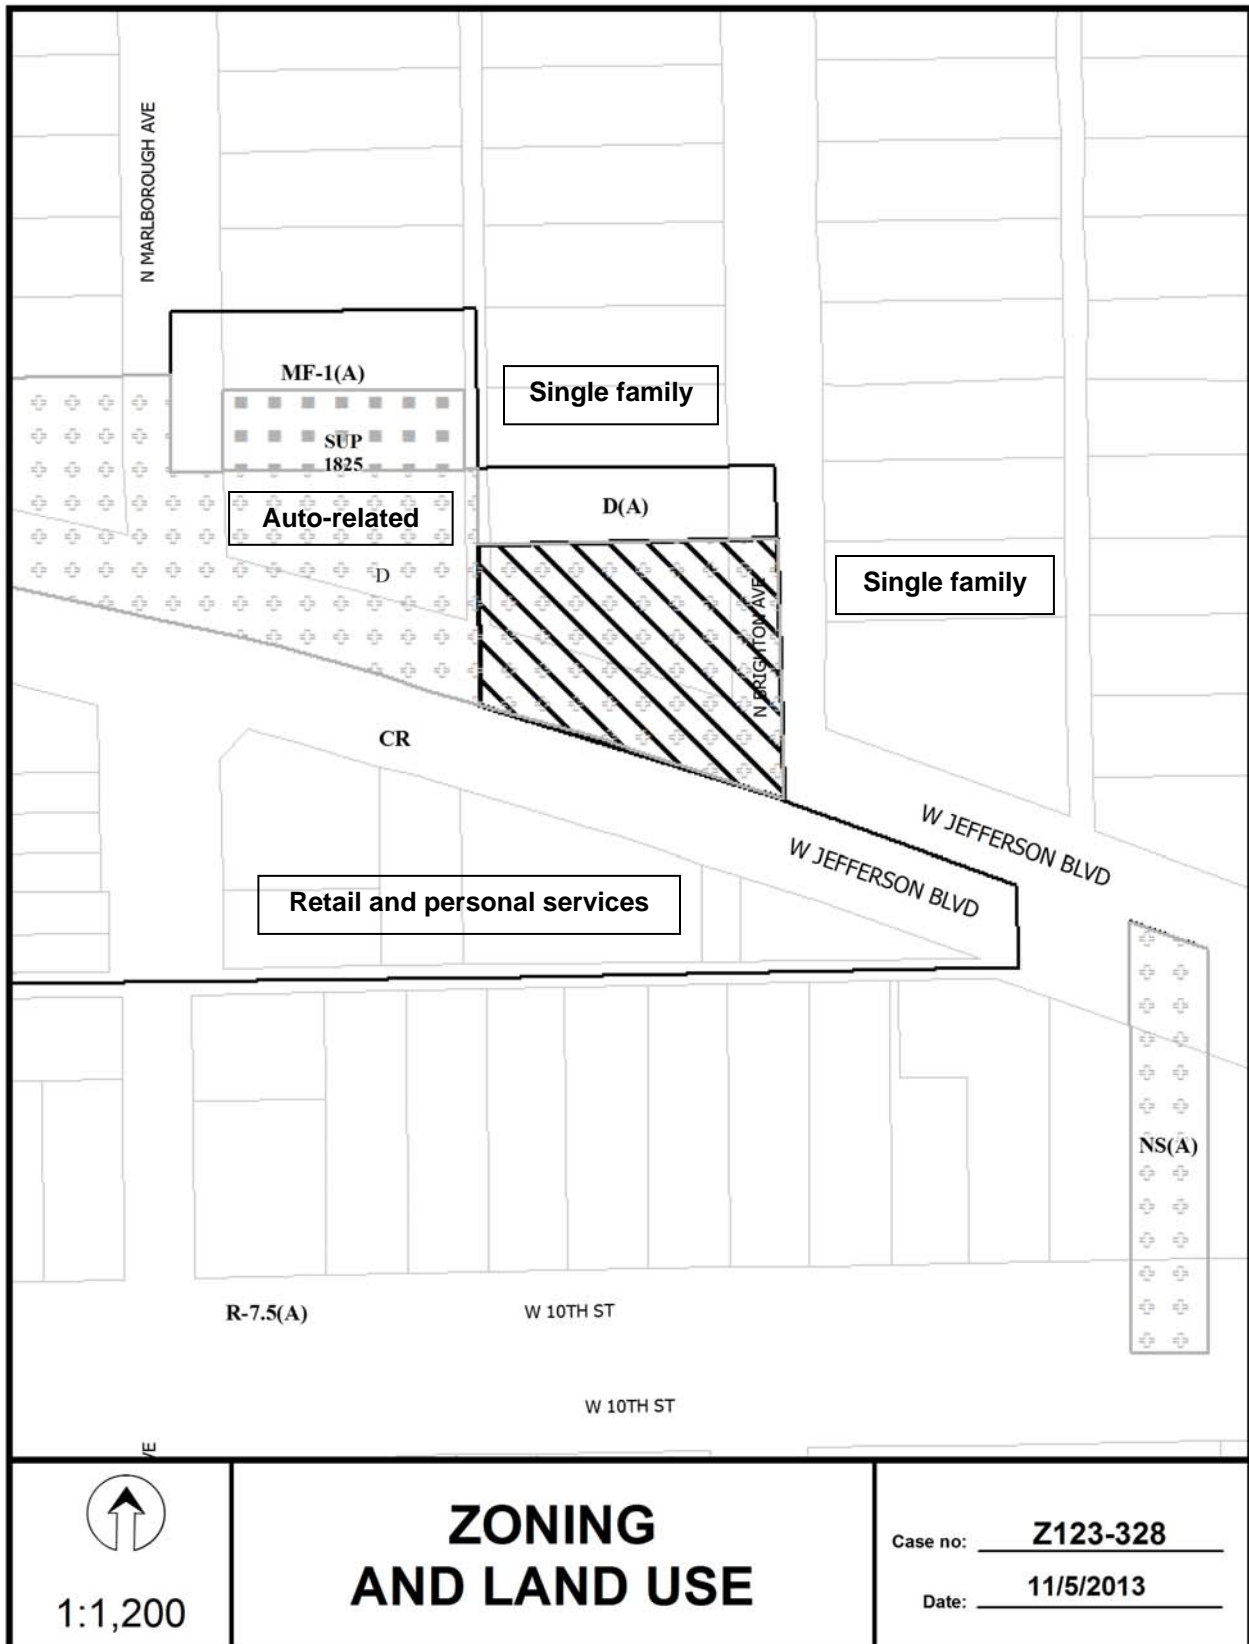 N MARLBOROUGH AVE
MF-1(A)
Single family
SUP
1825
Auto-related
D(A)
D
Single family
N BRIGHTON AVE
CR
W JEFFERSON BLVD
W JEFFERSON BLVD
Retail and personal services
NS(A)
R-7.5(A)
W 10TH ST
W 10TH ST
VE
1:1,200
ZONING
AND LAND USE
Case no: Z123-328
Date: 11/5/2013